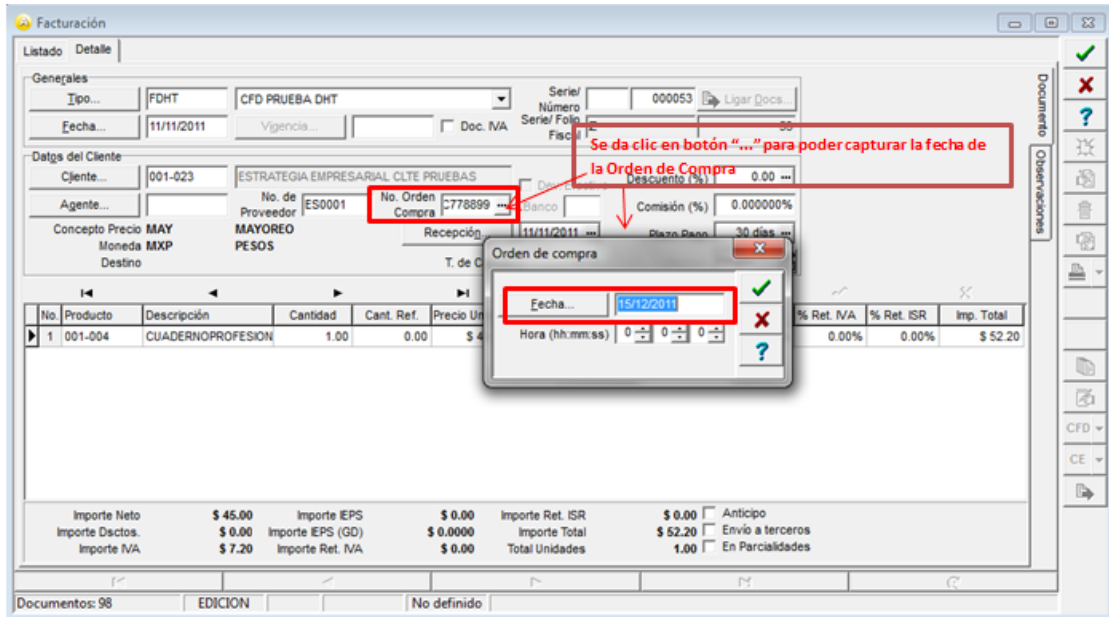 Facturación
Listado Detalle
Generales
Tipo... FDHT CFD PRUEBA DHT Serie/ Número 000053 Ligar Docs...
Fecha... 11/11/2011 Vigencia... Doc. IVA Serie/ Folio Fiscal
Se da clic en botón "..." para poder capturar la fecha de
la Orden de Compra
Datos del Cliente
Cliente... 001-023 ESTRATEGIA EMPRESARIAL CLTE PRUEBAS Descuento (%) 0.00 ...
Agente... No. de Proveedor ES0001 No. Orden Compra C778899 ... Banco Comisión (%) 0.000000%
Concepto Precio MAY MAYOREO Recepción... 11/11/2011 ... Plazo Pago 30 días ...
Moneda MXP PESOS
Destino T. de C
Documento
Observaciones
Orden de compra
Fecha... 15/12/2011
Hora (hh:mm:ss) 0 0 0
No. Producto Descripción Cantidad Cant. Ref. Precio Un % Ret. IVA % Ret. ISR Imp. Total
1 001-004 CUADERNOPROFESION 1.00 0.00 $ 4 0.00% 0.00% $ 52.20
Importe Neto $ 45.00 Importe IEPS $ 0.00 Importe Ret. ISR $ 0.00 Anticipo
Importe Dsctos. $ 0.00 Importe IEPS (GD) $ 0.0000 Importe Total $ 52.20 Envío a terceros
Importe IVA $ 7.20 Importe Ret. IVA $ 0.00 Total Unidades 1.00 En Parcialidades
CFD
CE
Documentos: 98 EDICION No definido